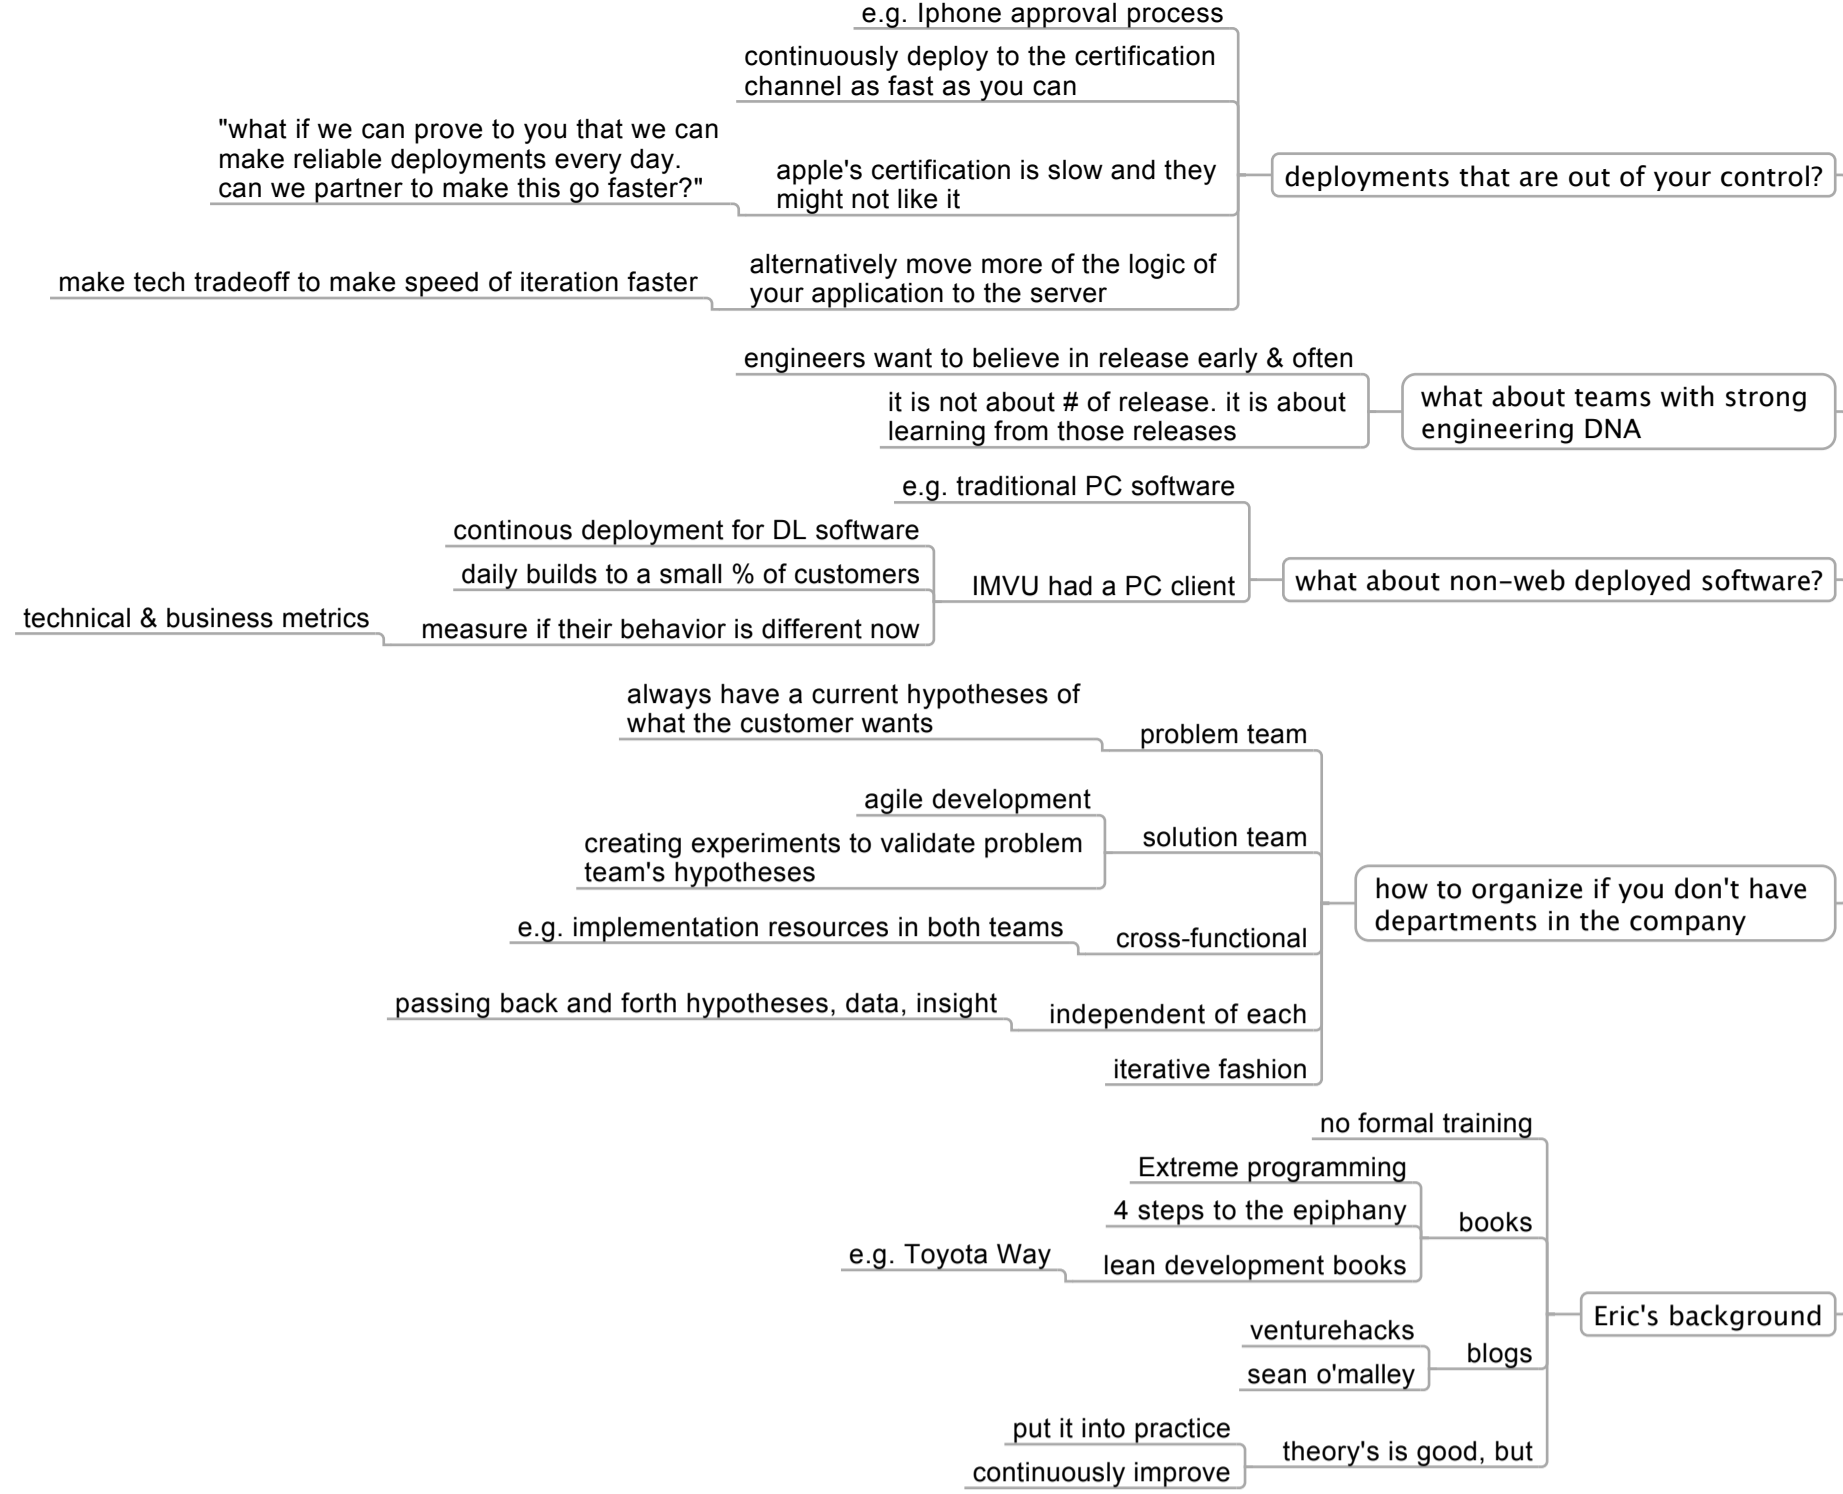 e.g. Iphone approval process
continuously deploy to the certification
channel as fast as you can
"what if we can prove to you that we can
make reliable deployments every day.
can we partner to make this go faster?"
apple's certification is slow and they
might not like it
deployments that are out of your control?
make tech tradeoff to make speed of iteration faster
alternatively move more of the logic of
your application to the server
engineers want to believe in release early & often
it is not about # of release. it is about
learning from those releases
what about teams with strong
engineering DNA
e.g. traditional PC software
continous deployment for DL software
daily builds to a small % of customers
technical & business metrics
measure if their behavior is different now
IMVU had a PC client
what about non-web deployed software?
always have a current hypotheses of
what the customer wants
problem team
agile development
creating experiments to validate problem
team's hypotheses
solution team
how to organize if you don't have
departments in the company
e.g. implementation resources in both teams
cross-functional
passing back and forth hypotheses, data, insight
independent of each
iterative fashion
no formal training
Extreme programming
4 steps to the epiphany
e.g. Toyota Way
lean development books
books
Eric's background
venturehacks
sean o'malley
blogs
put it into practice
continuously improve
theory's is good, but